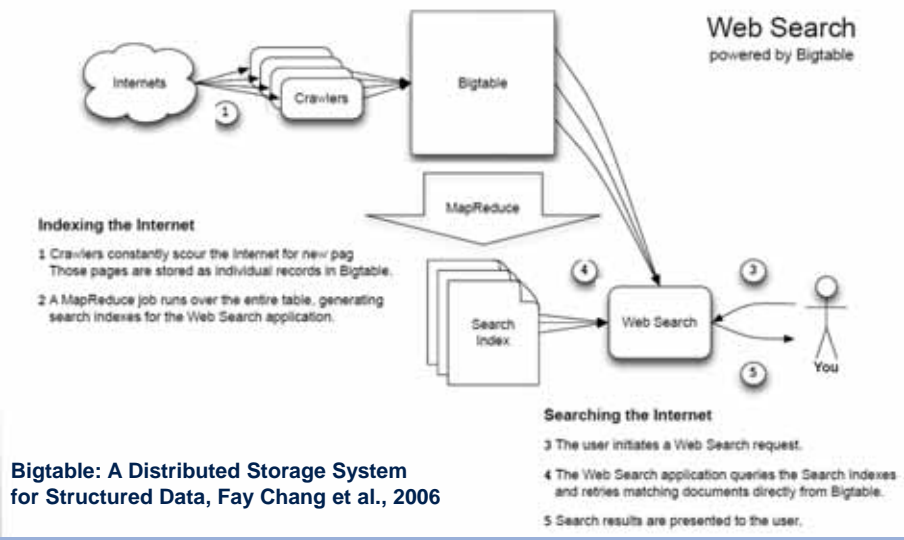 Web Search
powered by Bigtable
Internets
Crawlers
Bigtable
1
MapReduce
Indexing the Internet
1 Crawlers constantly scour the Internet for new pag
Those pages are stored as individual records in Bigtable.
2 A MapReduce job runs over the entire table, generating
search indexes for the Web Search application.
4
3
Search
Index
Web Search
You
5
Searching the Internet
3 The user initiates a Web Search request.
4 The Web Search application queries the Search Indexes
and retries matching documents directly from Bigtable.
5 Search results are presented to the user.
Bigtable: A Distributed Storage System
for Structured Data, Fay Chang et al., 2006